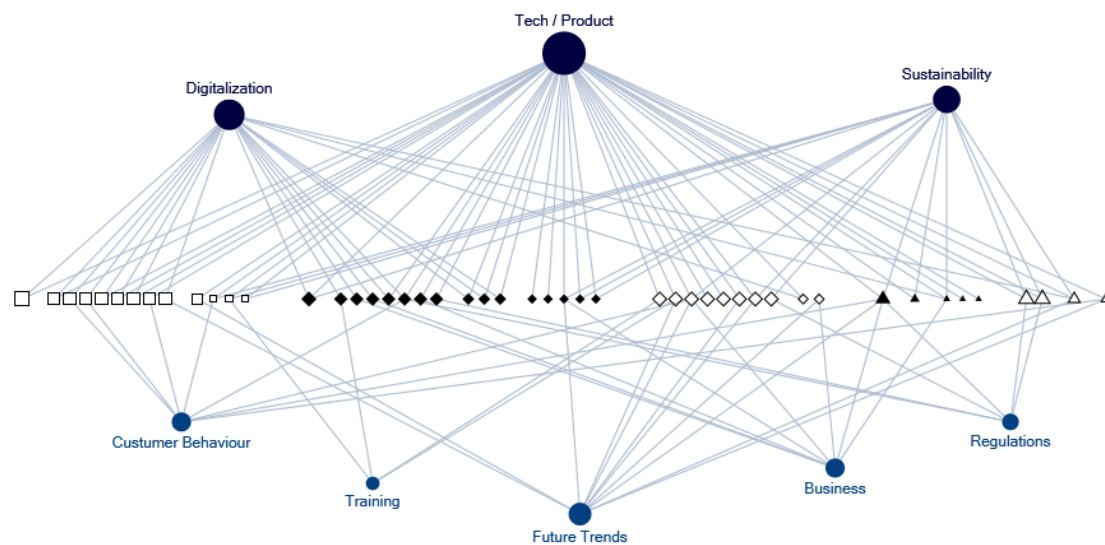 Tech / Product
Sustainability
Digitalization
Custumer Behaviour
Regulations
Training
Business
Future Trends